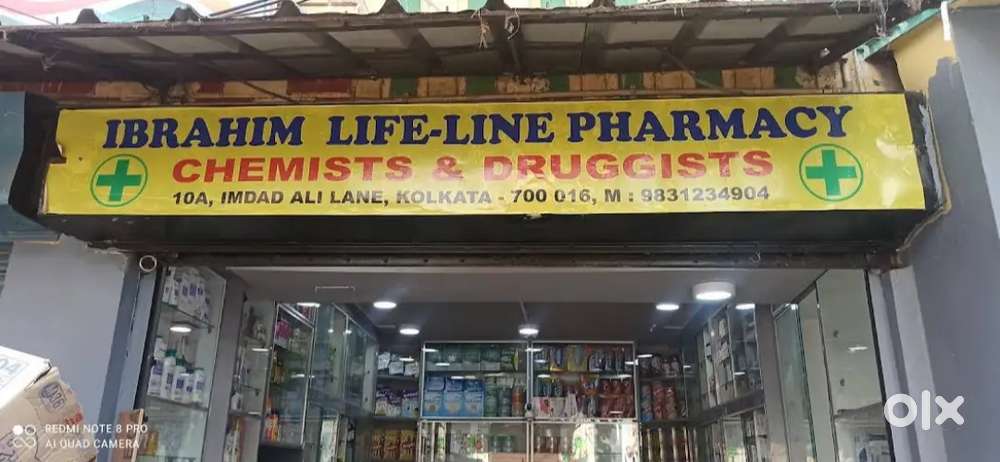 IBRAHIM LIFE-LINE PHARMACY
CHEMISTS & DRUGGISTS
10A, IMDAD ALI LANE, KOLKATA - 700 016, M : 9831234904
OLX
REDMI NOTE 8 PRO
AI QUAD CAMERA